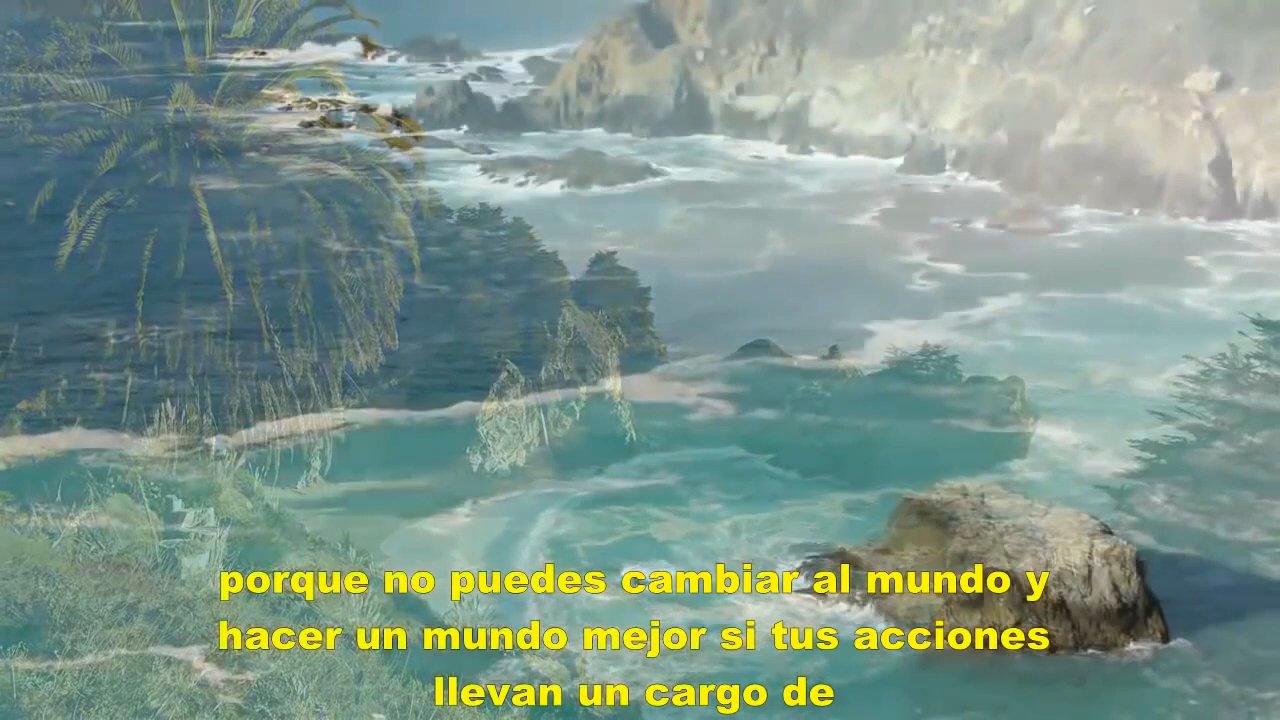 porque no puedes cambiar al mundo y
hacer un mundo mejor si tus acciones
llevan un cargo de